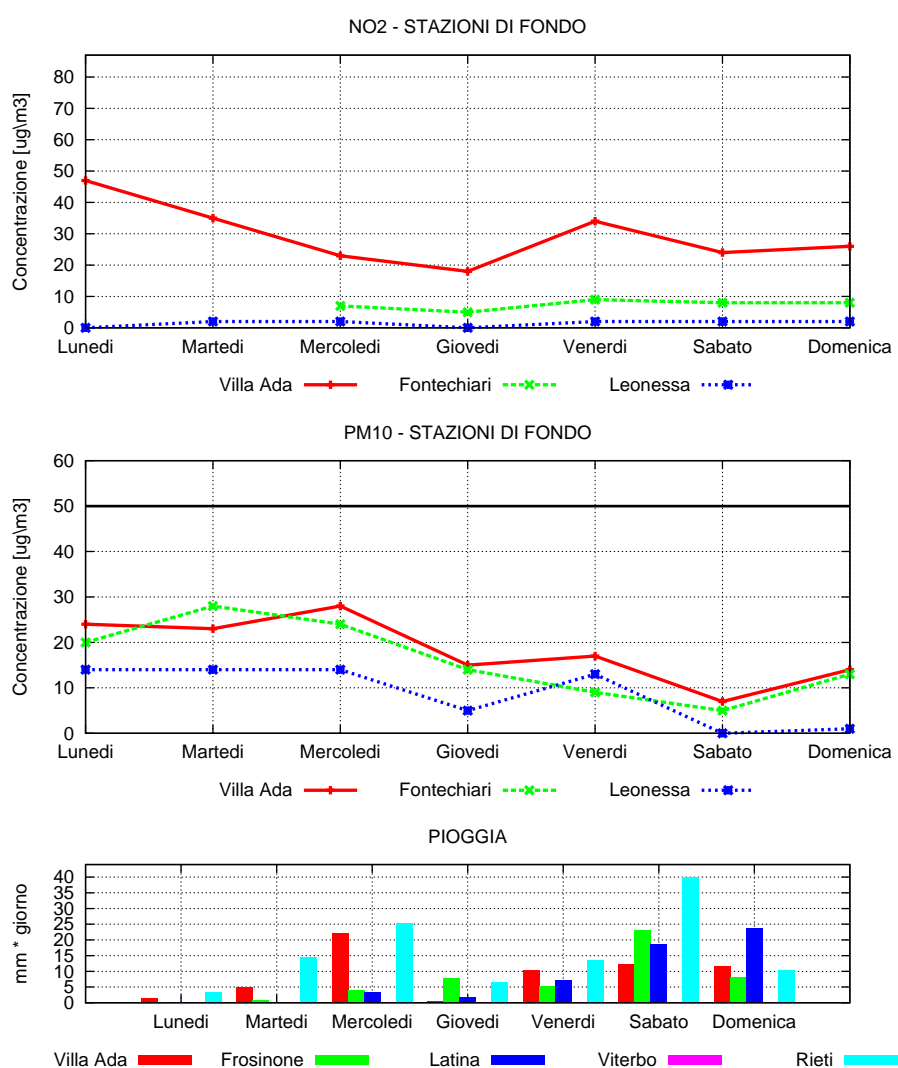 NO2 - STAZIONI DI FONDO
Concentrazione [ug\m3]
80
70
60
50
40
30
20
10
0
Lunedi Martedi Mercoledi Giovedi Venerdi Sabato Domenica
Villa Ada Fontechiari Leonessa
PM10 - STAZIONI DI FONDO
Concentrazione [ug\m3]
60
50
40
30
20
10
0
Lunedi Martedi Mercoledi Giovedi Venerdi Sabato Domenica
Villa Ada Fontechiari Leonessa
PIOGGIA
mm * giorno
40
35
30
25
20
15
10
5
0
Lunedi Martedi Mercoledi Giovedi Venerdi Sabato Domenica
Villa Ada Frosinone Latina Viterbo Rieti